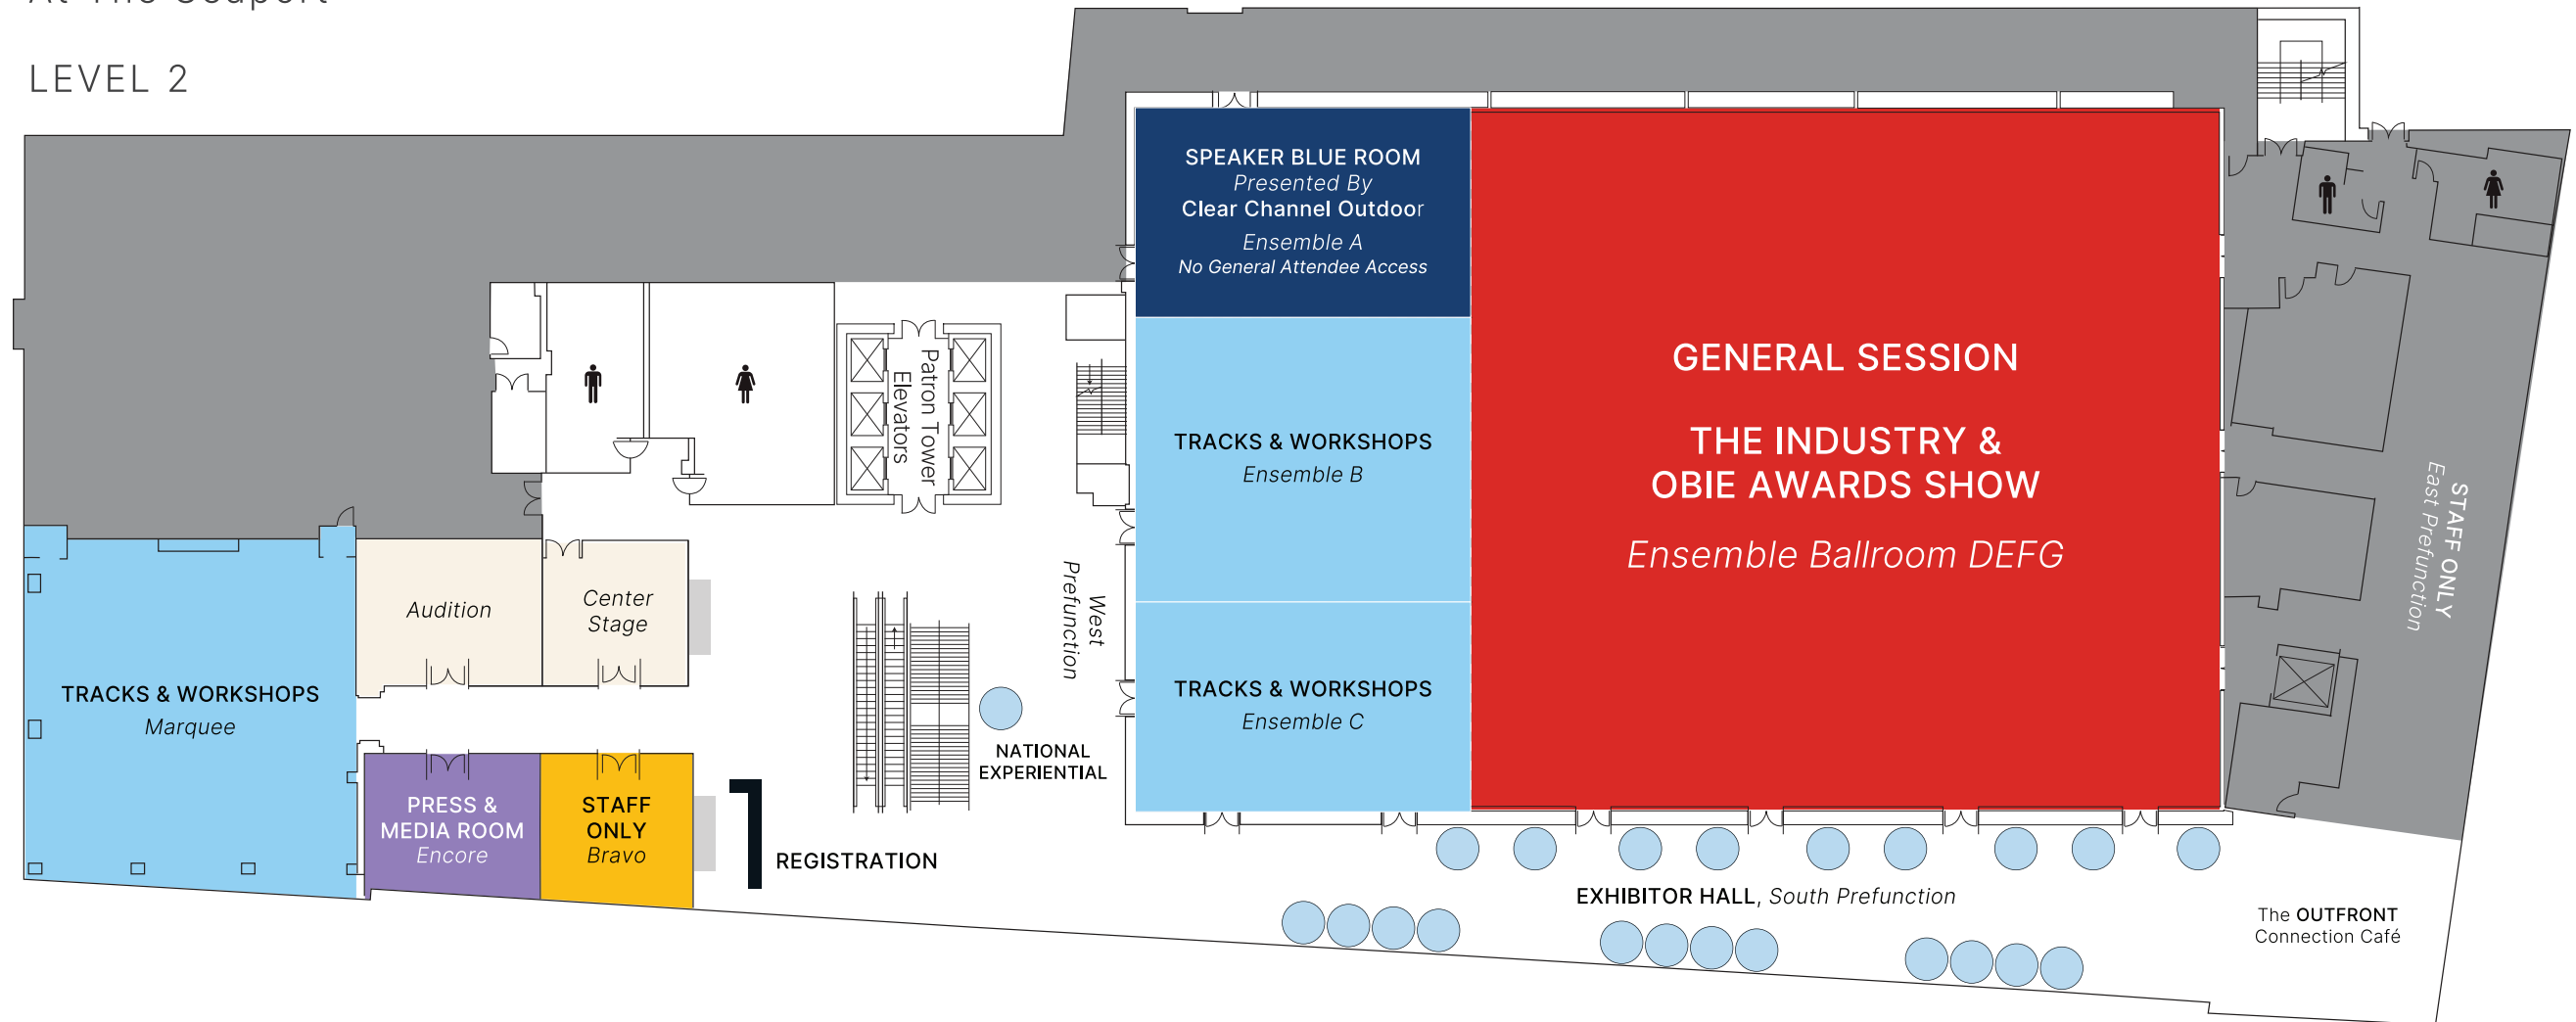 At The Seaport
LEVEL 2
SPEAKER BLUE ROOM
Presented By
Clear Channel Outdoor
Ensemble A
No General Attendee Access
TRACKS & WORKSHOPS
Ensemble B
TRACKS & WORKSHOPS
Ensemble C
GENERAL SESSION
THE INDUSTRY &
OBIE AWARDS SHOW
Ensemble Ballroom DEFG
STAFF ONLY
East Prefunction
Patron Tower
Elevators
West
Prefunction
Audition
Center
Stage
TRACKS & WORKSHOPS
Marquee
PRESS &
MEDIA ROOM
Encore
STAFF
ONLY
Bravo
REGISTRATION
NATIONAL
EXPERIENTIAL
EXHIBITOR HALL, South Prefunction
The OUTFRONT
Connection Café